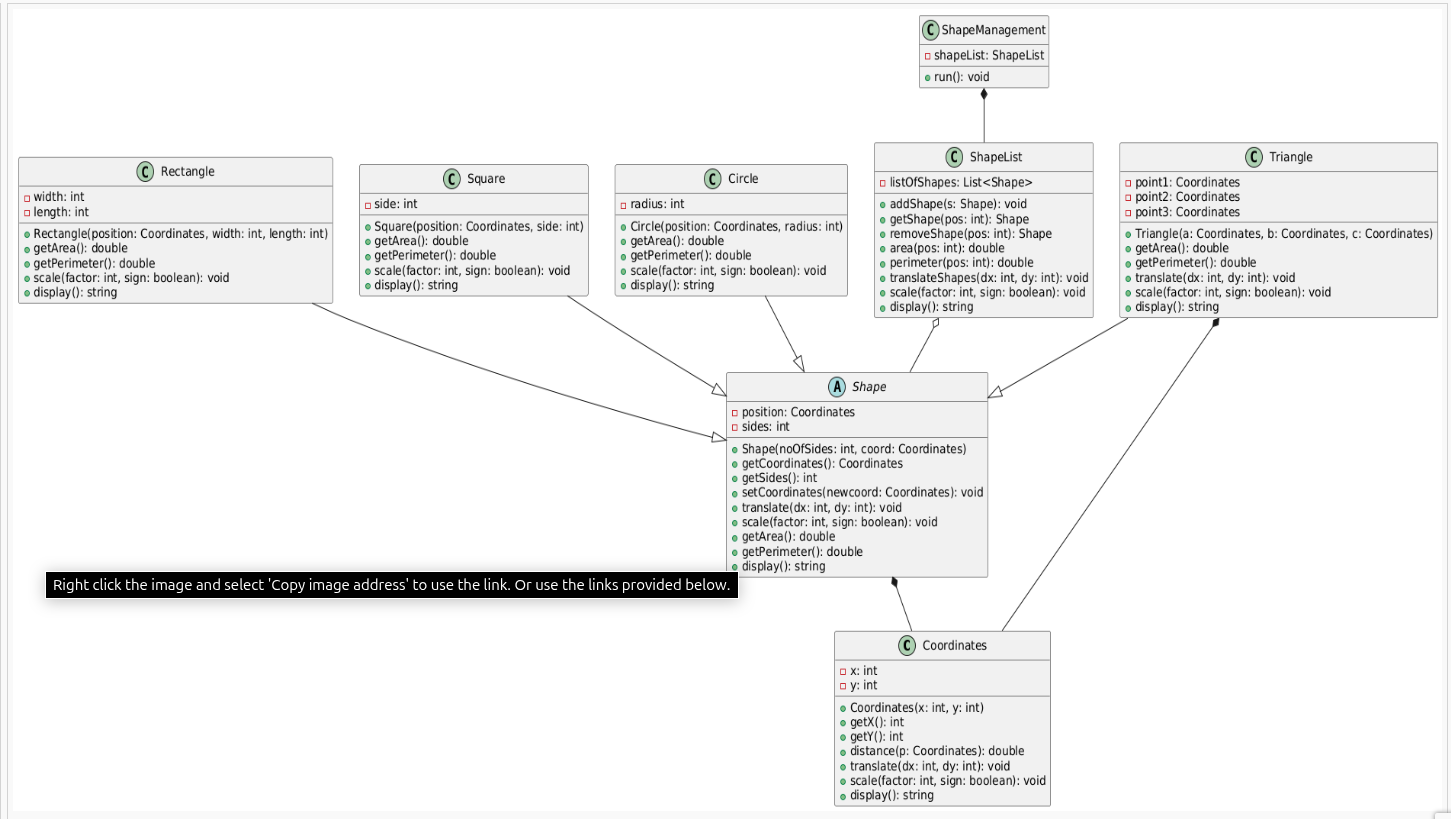 C ShapeManagement
shapeList: ShapeList
run(): void
C Rectangle
width: int
length: int
Rectangle(position: Coordinates, width: int, length: int)
getArea(): double
getPerimeter(): double
scale(factor: int, sign: boolean): void
display(): string
C Square
side: int
Square(position: Coordinates, side: int)
getArea(): double
getPerimeter(): double
scale(factor: int, sign: boolean): void
display(): string
C Circle
radius: int
Circle(position: Coordinates, radius: int)
getArea(): double
getPerimeter(): double
scale(factor: int, sign: boolean): void
display(): string
C ShapeList
listOfShapes: List<Shape>
addShape(s: Shape): void
getShape(pos: int): Shape
removeShape(pos: int): Shape
area(pos: int): double
perimeter(pos: int): double
translateShapes(dx: int, dy: int): void
scale(factor: int, sign: boolean): void
display(): string
C Triangle
point1: Coordinates
point2: Coordinates
point3: Coordinates
Triangle(a: Coordinates, b: Coordinates, c: Coordinates)
getArea(): double
getPerimeter(): double
translate(dx: int, dy: int): void
scale(factor: int, sign: boolean): void
display(): string
A Shape
position: Coordinates
sides: int
Shape(noOfSides: int, coord: Coordinates)
getCoordinates(): Coordinates
getSides(): int
setCoordinates(newcoord: Coordinates): void
translate(dx: int, dy: int): void
scale(factor: int, sign: boolean): void
getArea(): double
getPerimeter(): double
display(): string
Right click the image and select 'Copy image address' to use the link. Or use the links provided below.
C Coordinates
x: int
y: int
Coordinates(x: int, y: int)
getX(): int
getY(): int
distance(p: Coordinates): double
translate(dx: int, dy: int): void
scale(factor: int, sign: boolean): void
display(): string